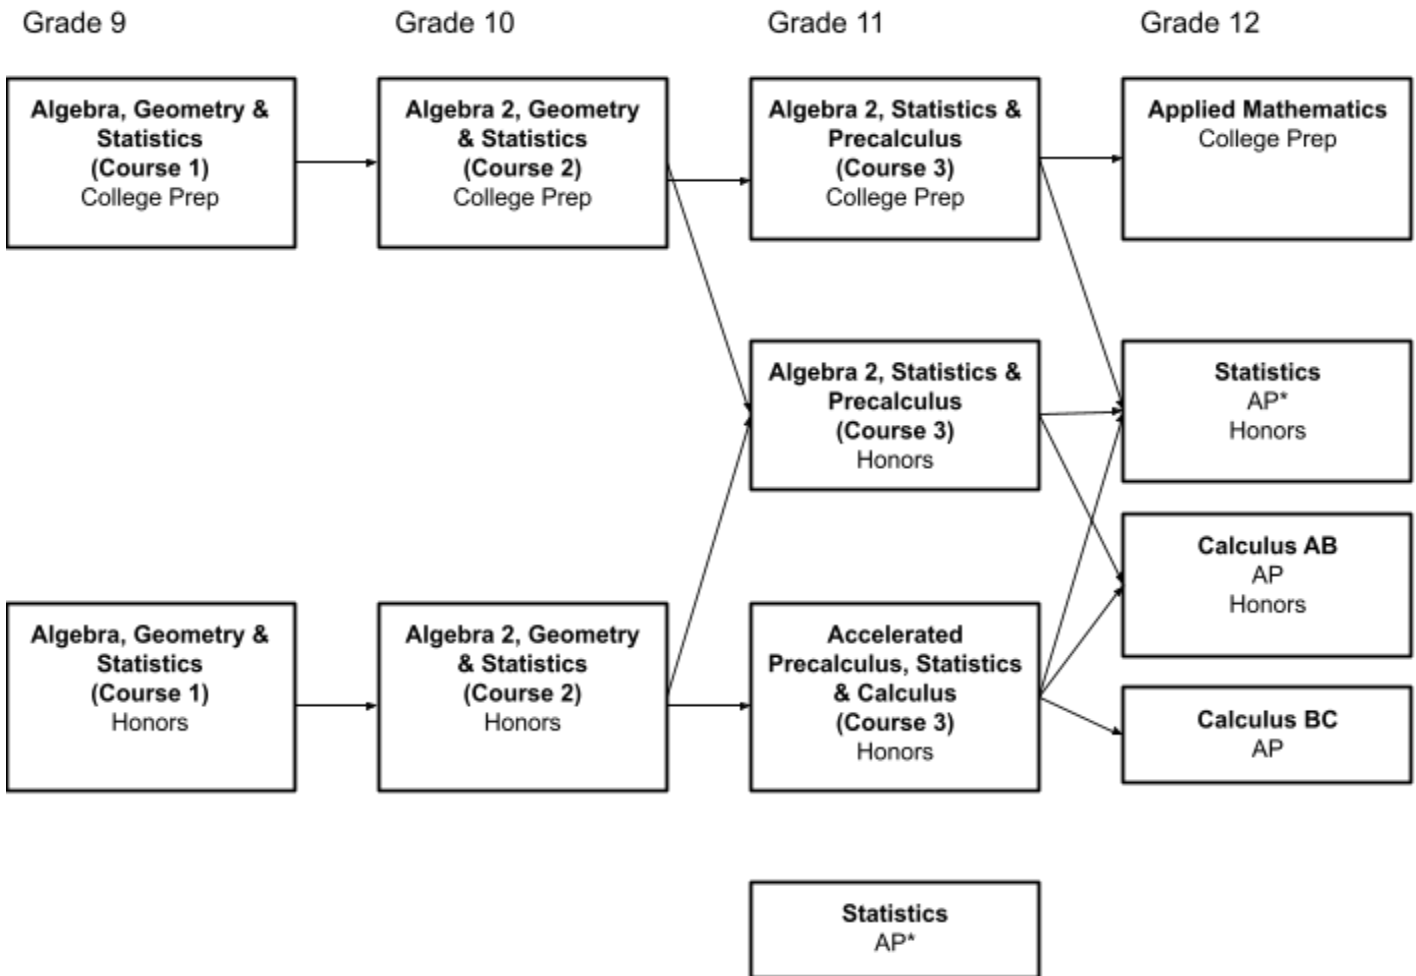 Grade 9
Grade 10
Grade 11
Grade 12
Algebra, Geometry &
Statistics
(Course 1)
College Prep
Algebra 2, Geometry
& Statistics
(Course 2)
College Prep
Algebra 2, Statistics &
Precalculus
(Course 3)
College Prep
Applied Mathematics
College Prep
Algebra 2, Statistics &
Precalculus
(Course 3)
Honors
Statistics
AP*
Honors
Calculus AB
AP
Honors
Algebra, Geometry &
Statistics
(Course 1)
Honors
Algebra 2, Geometry
& Statistics
(Course 2)
Honors
Accelerated
Precalculus, Statistics
& Calculus
(Course 3)
Honors
Calculus BC
AP
Statistics
AP*